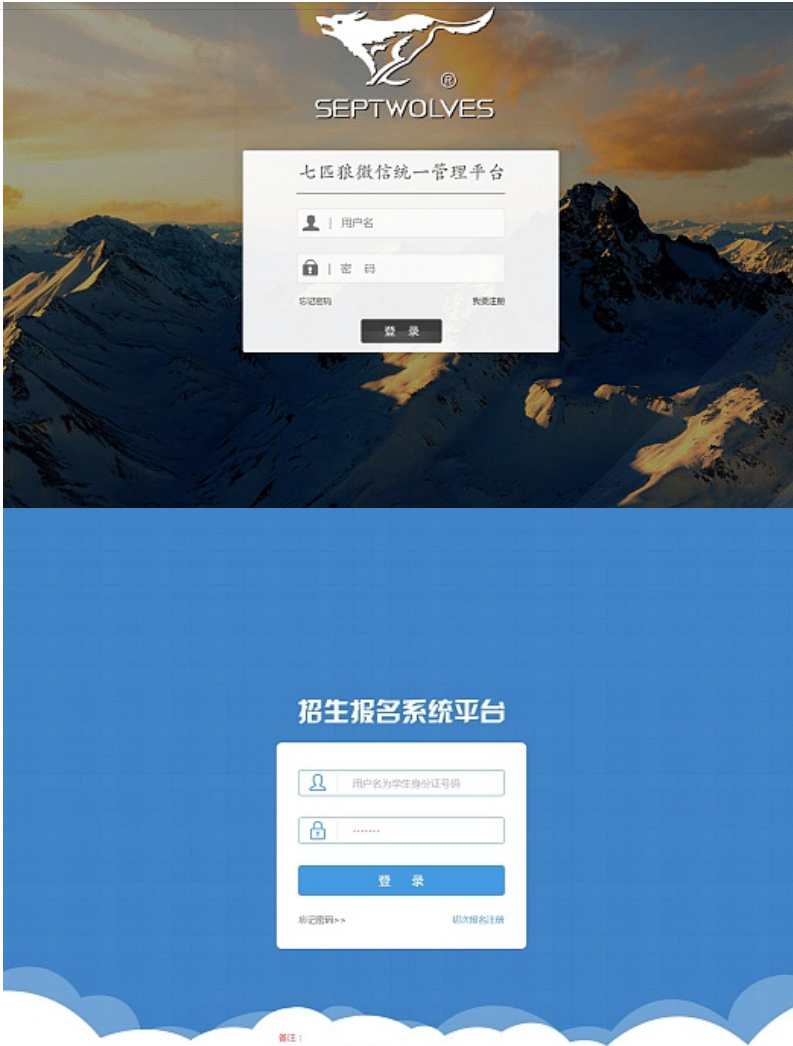 ®
SEPTWOLVES
七匹狼微信统一管理平台
用户名
密 码
忘记密码 我要注册
登 录
招生报名系统平台
用户名为学生身份证号码
·······
登 录
忘记密码>> 初次报名注册
备注：